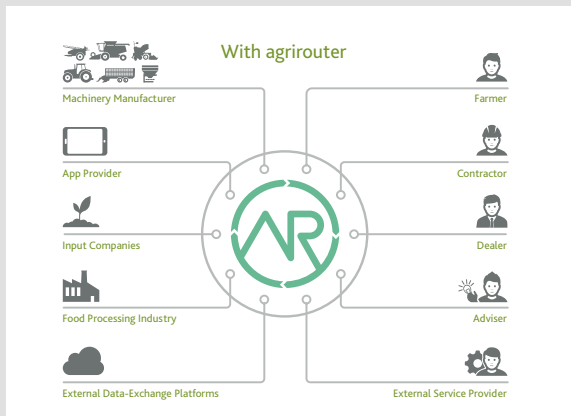 With agrirouter
Machinery Manufacturer
Farmer
App Provider
Contractor
AR
Input Companies
Dealer
Food Processing Industry
Adviser
External Data-Exchange Platforms
External Service Provider